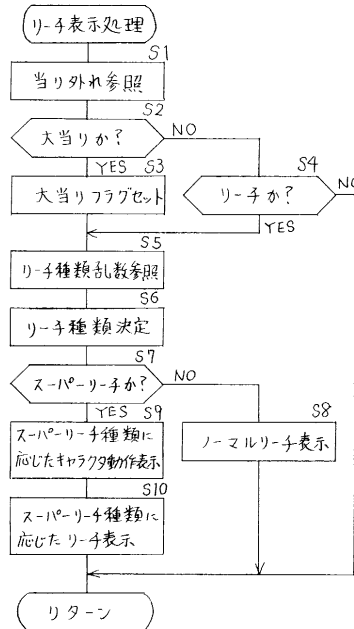 リーチ表示処理
S1
当り外れ参照
S2
大当りか?
NO
YES
S3
大当りフラグセット
S4
リーチか?
NO
YES
S5
リーチ種類乱数参照
S6
リーチ種類決定
S7
スーパーリーチか?
NO
YES
S9
スーパーリーチ種類に
応じたキャラクタ動作表示
S8
ノーマルリーチ表示
S10
スーパーリーチ種類に
応じたリーチ表示
リターン